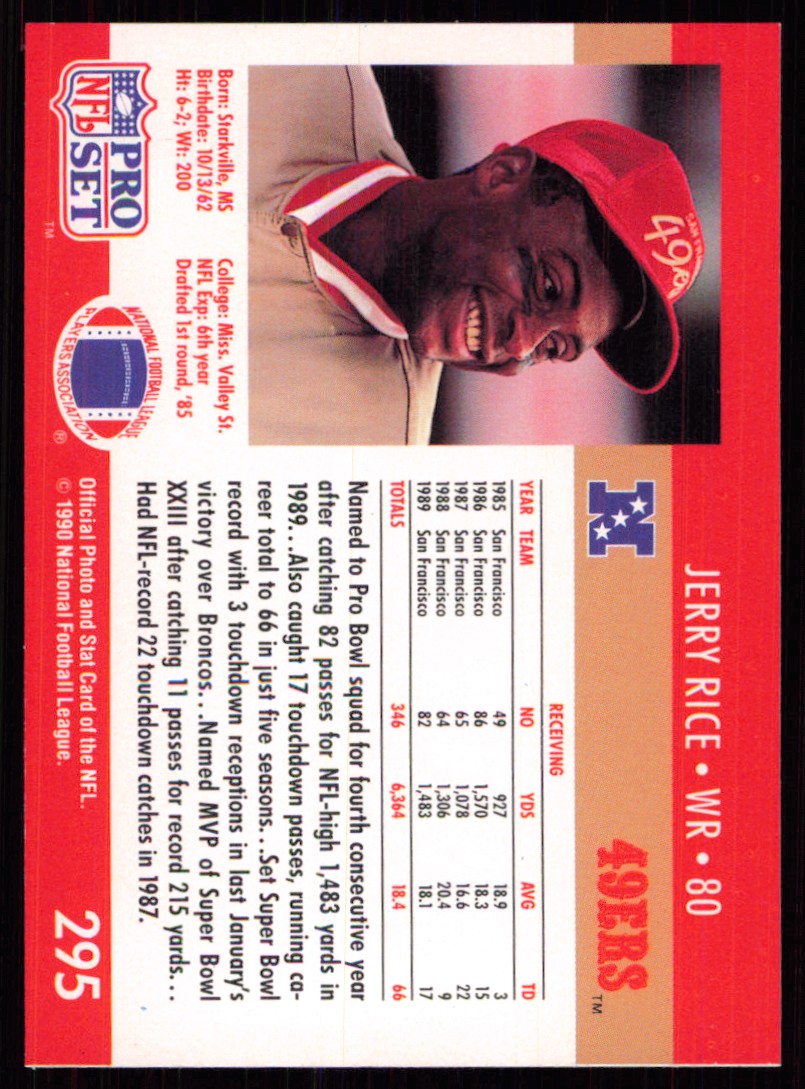 JERRY RICE • WR • 80
49ERS™
SAN FRAN
49e
Born: Starkville, MS
Birthdate: 10/13/62
Ht: 6-2; Wt: 200
College: Miss. Valley St.
NFL Exp: 6th year
Drafted 1st round, '85
RECEIVING
YEAR TEAM NO YDS AVG TD
1985 San Francisco 49 927 18.9 3
1986 San Francisco 86 1,570 18.3 15
1987 San Francisco 65 1,078 16.6 22
1988 San Francisco 64 1,306 20.4 9
1989 San Francisco 82 1,483 18.1 17
TOTALS 346 6,364 18.4 66
Named to Pro Bowl squad for fourth consecutive year
after catching 82 passes for NFL-high 1,483 yards in
1989...Also caught 17 touchdown passes, running ca-
reer total to 66 in just five seasons...Set Super Bowl
record with 3 touchdown receptions in last January's
victory over Broncos...Named MVP of Super Bowl
XXIII after catching 11 passes for record 215 yards...
Had NFL-record 22 touchdown catches in 1987.
NFL PRO SET™
NATIONAL FOOTBALL LEAGUE
PLAYERS ASSOCIATION ®
Official Photo and Stat Card of the NFL.
© 1990 National Football League.
295